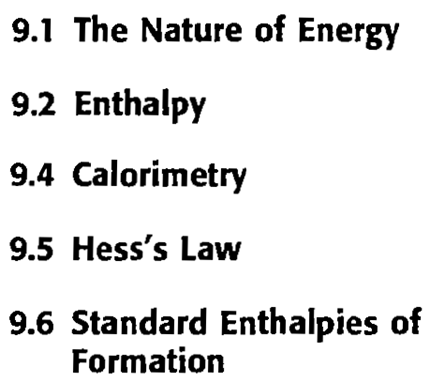 9.1 The Nature of Energy
9.2 Enthalpy
9.4 Calorimetry
9.5 Hess's Law
9.6 Standard Enthalpies of
Formation